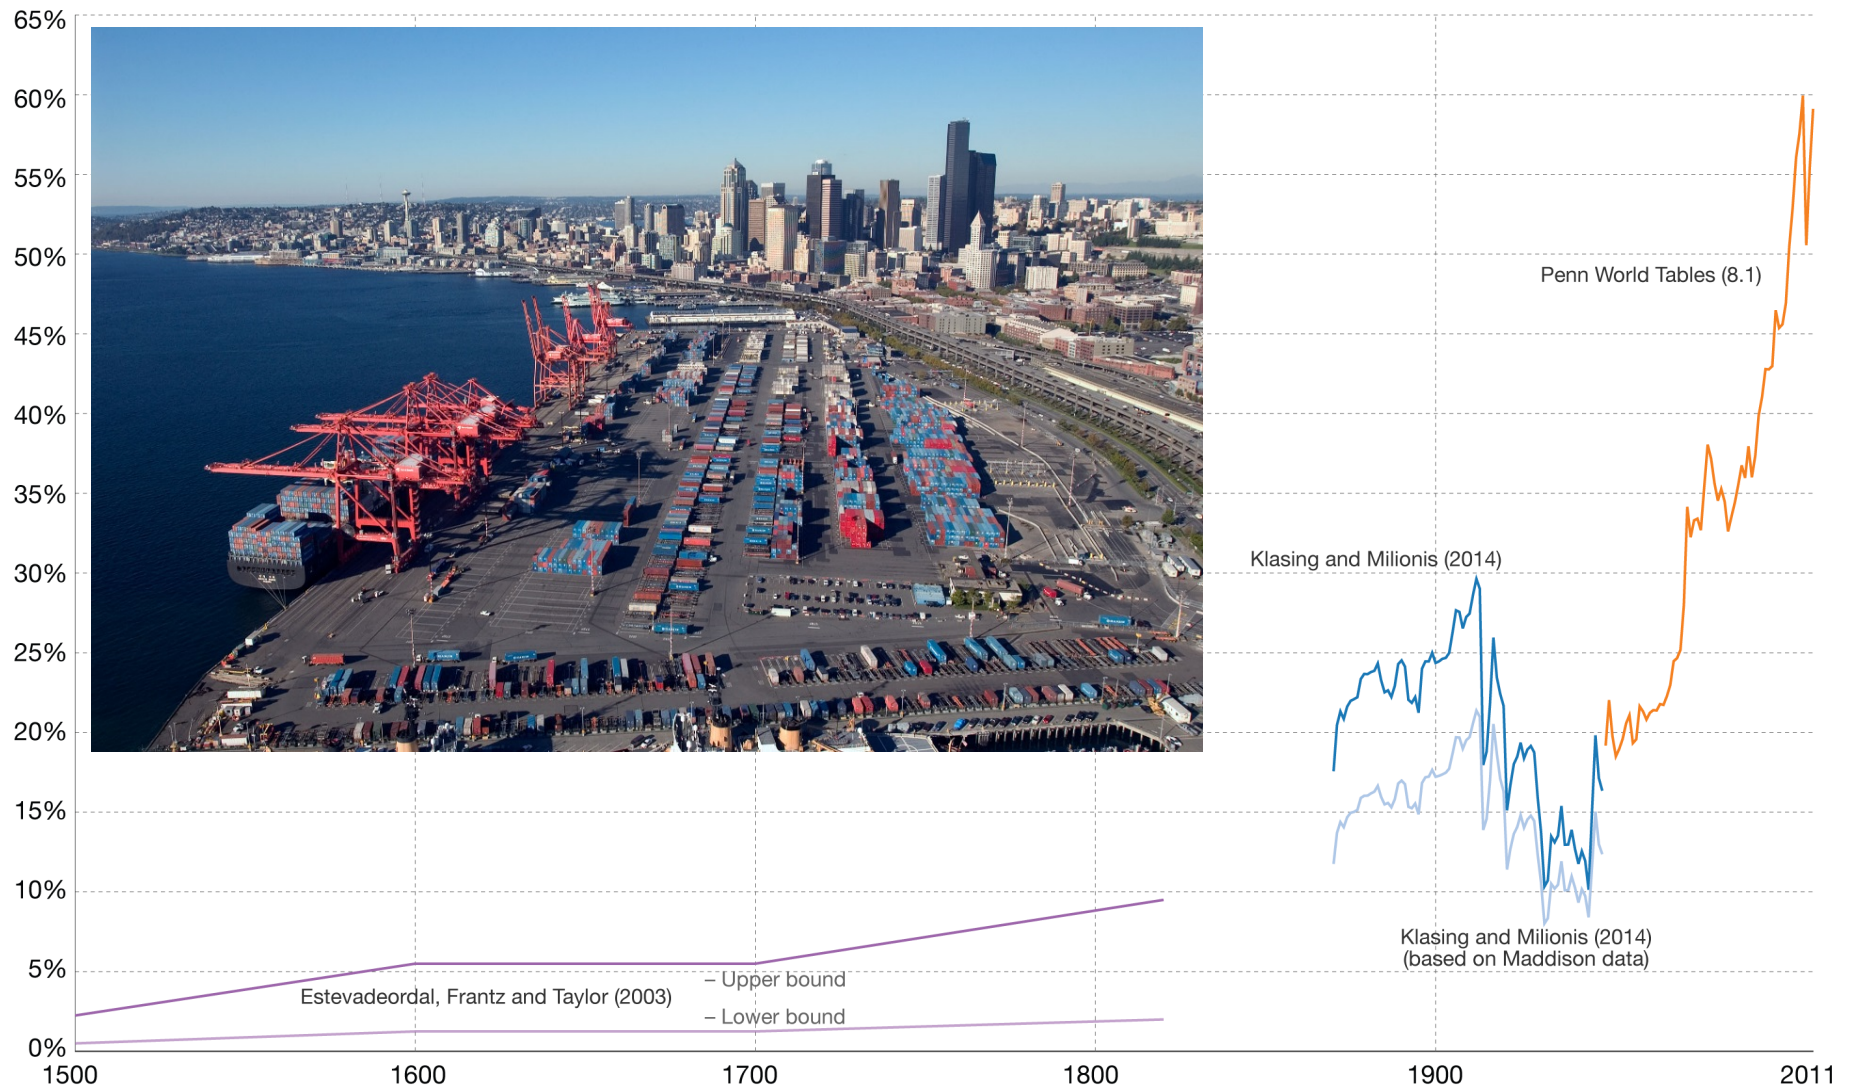 65%
60%
55%
50%
45%
40%
35%
30%
25%
20%
15%
10%
5%
0%
Penn World Tables (8.1)
Klasing and Milionis (2014)
Klasing and Milionis (2014)
(based on Maddison data)
– Upper bound
Estevadeordal, Frantz and Taylor (2003)
– Lower bound
1500
1600
1700
1800
1900
2011